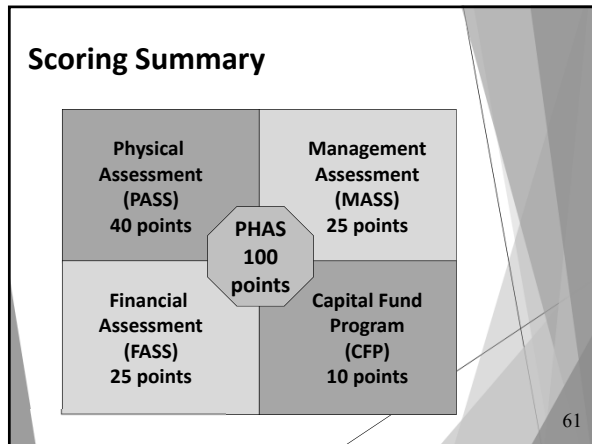 Scoring Summary
Physical
Assessment
(PASS)
40 points
Management
Assessment
(MASS)
25 points
PHAS
100
points
Financial
Assessment
(FASS)
25 points
Capital Fund
Program
(CFP)
10 points
61